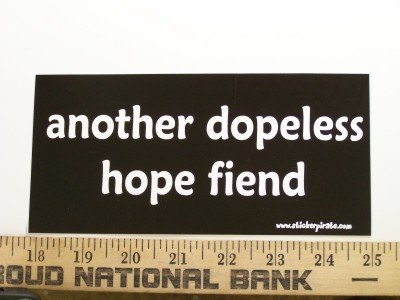 another dopeless
hope fiend
www.stickerpirate.com
18 19 20 21 22 23 24 25
ROUD NATIONAL BANK